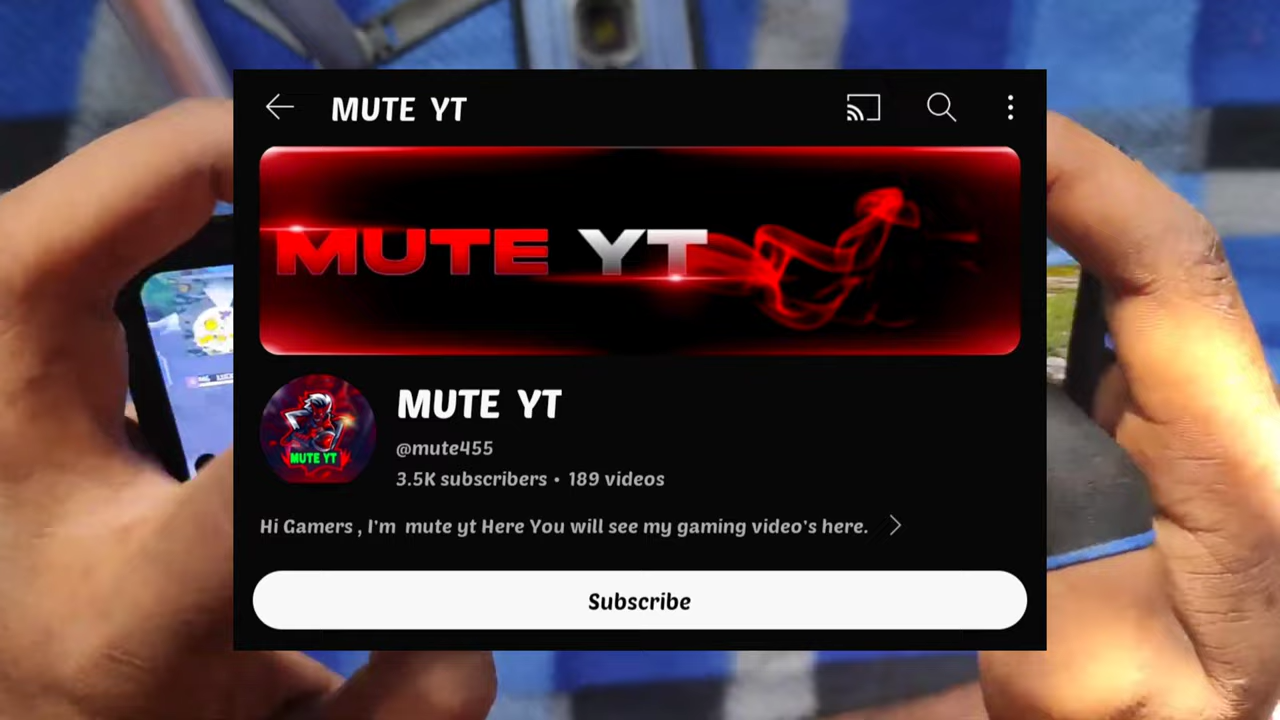 MUTE YT
MUTE YT
MUTE YT
MUTE YT
@mute455
3.5K subscribers • 189 videos
Hi Gamers , I'm mute yt Here You will see my gaming video's here.
Subscribe